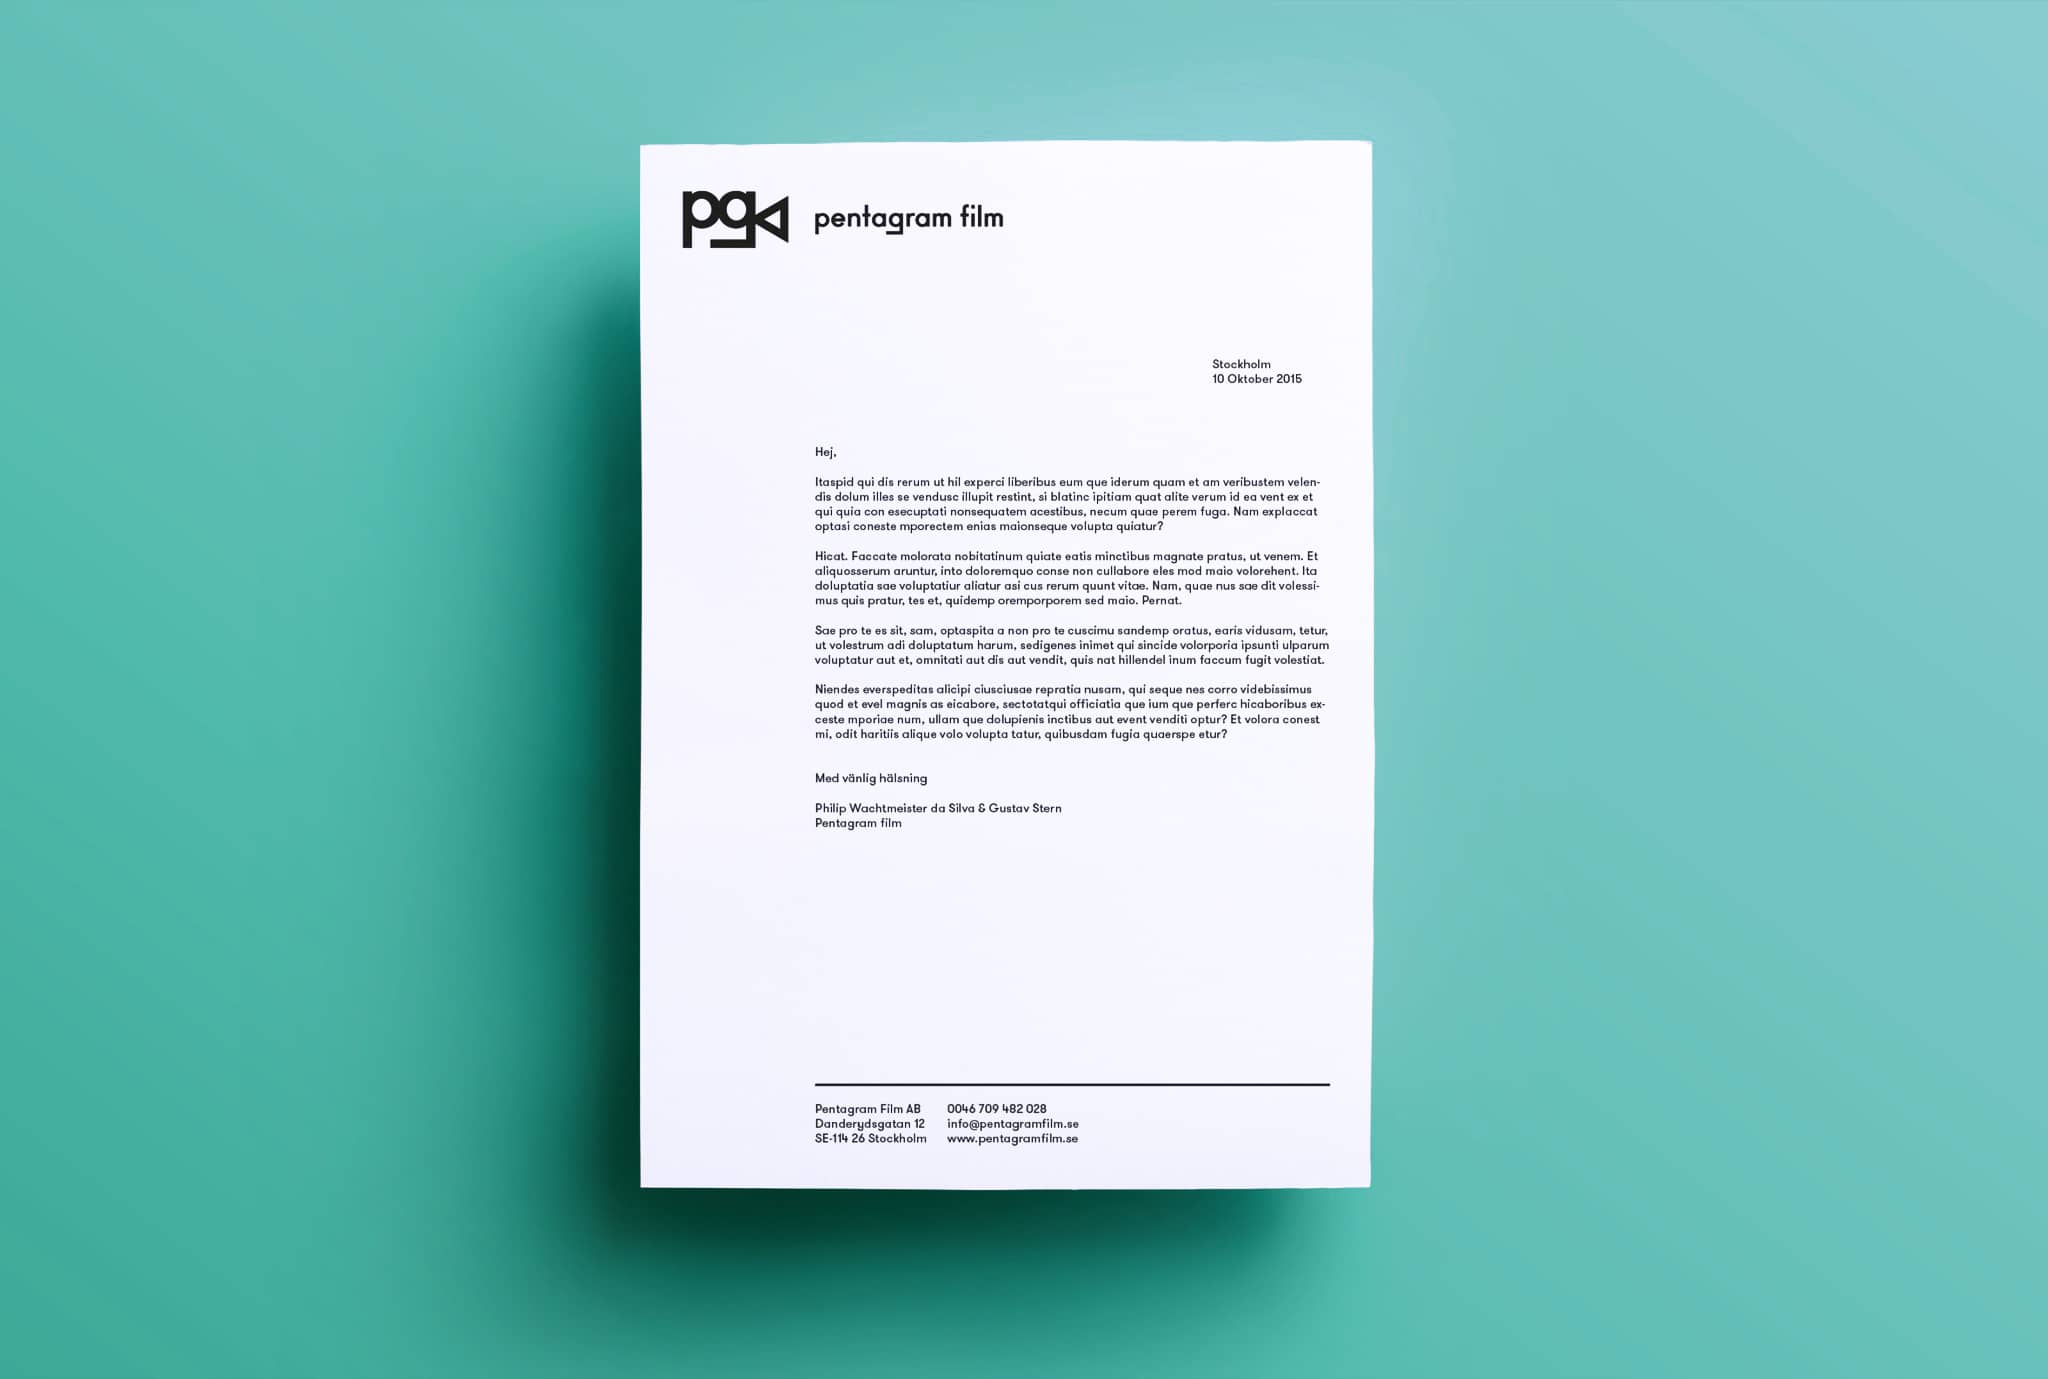 pg
pentagram film
Stockholm
10 Oktober 2015
Hej,
Itaspid qui dis rerum ut hil experci liberibus eum que iderum quam et am veribustem velen-
dis dolum illes se vendusc illupit restint, si blatinc ipitiam quat alite verum id ea vent ex et
qui quia con esecuptati nonsequatem acestibus, necum quae perem fuga. Nam explaccat
optasi coneste mporectem enias maionseque volupta quiatur?
Hicat. Faccate molorata nobitatinum quiate eatis minctibus magnate pratus, ut venem. Et
aliquosserum aruntur, into doloremquo conse non cullabore eles mod maio volorehent. Ita
doluptatia sae voluptatiur aliatur asi cus rerum quunt vitae. Nam, quae nus sae dit volessi-
mus quis pratur, tes et, quidemp oremporporem sed maio. Pernat.
Sae pro te es sit, sam, optaspita a non pro te cuscimu sandemp oratus, earis vidusam, tetur,
ut volestrum adi doluptatum harum, sedigenes inimet qui sincide volorporia ipsunti ulparum
voluptatur aut et, omnitati aut dis aut vendit, quis nat hillendel inum faccum fugit volestiat.
Niendes everspeditas alicipi ciusciusae repratia nusam, qui seque nes corro videbissimus
quod et evel magnis as eicabore, sectotatqui officiatia que ium que perferc hicaboribus ex-
ceste mporiae num, ullam que dolupienis inctibus aut event venditi optur? Et volora conest
mi, odit haritiis alique volo volupta tatur, quibusdam fugia quaerspe etur?
Med vänlig hälsning
Philip Wachtmeister da Silva & Gustav Stern
Pentagram film
Pentagram Film AB
Danderydsgatan 12
SE-114 26 Stockholm
0046 709 482 028
info@pentagramfilm.se
www.pentagramfilm.se